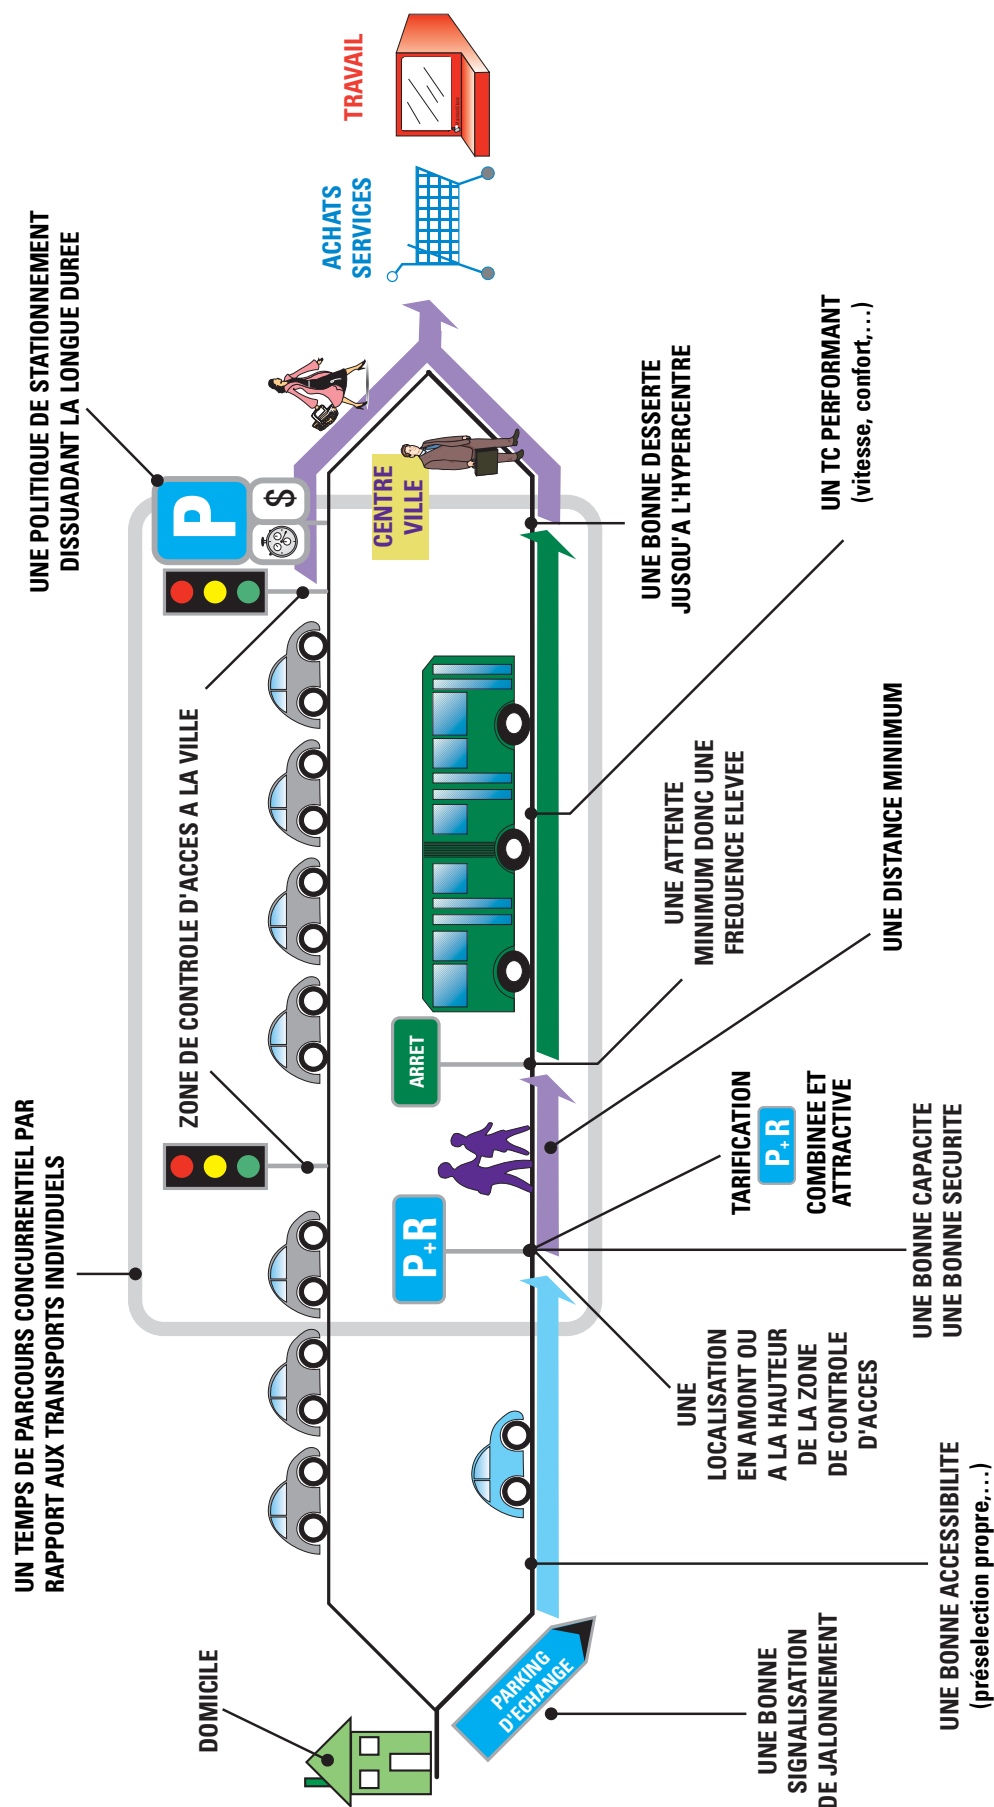 UN TEMPS DE PARCOURS CONCURRENTIEL PAR
RAPPORT AUX TRANSPORTS INDIVIDUELS
UNE POLITIQUE DE STATIONNEMENT
DISSUADANT LA LONGUE DUREE
ZONE DE CONTROLE D'ACCES A LA VILLE
P
$
DOMICILE
CENTRE
VILLE
ACHATS
SERVICES
TRAVAIL
P+R
ARRET
PARKING
D'ECHANGE
UNE BONNE
SIGNALISATION
DE JALONNEMENT
UNE BONNE ACCESSIBILITE
(préselection propre,...)
UNE
LOCALISATION
EN AMONT OU
A LA HAUTEUR
DE LA ZONE
DE CONTROLE
D'ACCES
UNE BONNE CAPACITE
UNE BONNE SECURITE
TARIFICATION
P+R
COMBINEE ET
ATTRACTIVE
UNE DISTANCE MINIMUM
UNE ATTENTE
MINIMUM DONC UNE
FREQUENCE ELEVEE
UN TC PERFORMANT
(vitesse, confort,...)
UNE BONNE DESSERTE
JUSQU'A L'HYPERCENTRE